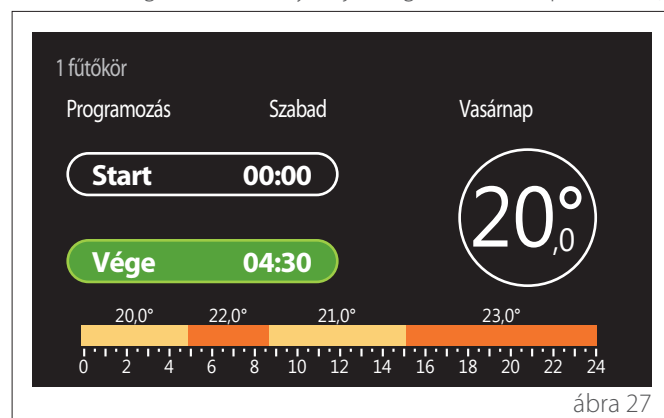 1 fűtőkör
Programozás Szabad Vasárnap
Start 00:00
20°,0
Vége 04:30
20,0° 22,0° 21,0° 23,0°
0 2 4 6 8 10 12 14 16 18 20 22 24
ábra 27